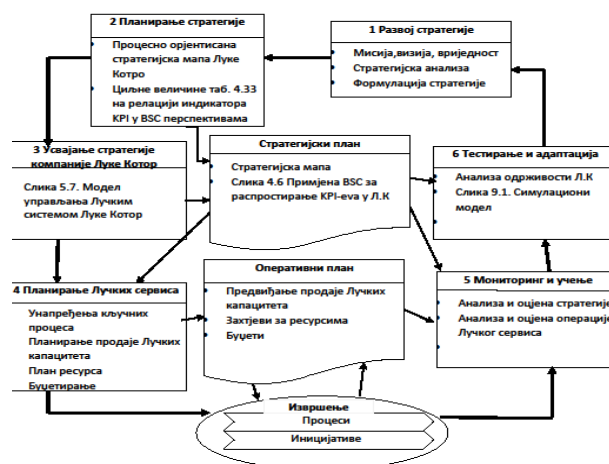 2 Планирање стратегије
Процесно орјентисана
стратегијска мапа Луке
Котро
Циљне величине таб. 4.33
на релацији индикатора
KPI у BSC перспективама
1 Развој стратегије
Мисија,визија, вриједност
Стратегијска анализа
Формулација стратегије
3 Усвајање стратегије
компаније Луке Котор
Слика 5.7. Модел
управљања Лучким
системом Луке Котор
Стратегијски план
Стратегијска мапа
Слика 4.6 Примјена BSC за
распростирање KPI-eva у Л.К
6 Тестирање и адаптација
Анализа одрживости Л.К
Слика 9.1. Симулациони
модел
4 Планирање Лучких сервиса
Унапређења кључних
процеса
Планирање продаје Лучких
капацитета
План ресурса
Буџетирање
Оперативни план
Предвиђање продаје Лучких
капацитета
Захтјеви за ресурсима
Буџети
5 Мониторинг и учење
Анализа и оцјена стратегије
Анализа и оцјена операције
Лучког сервиса
Извршење
Процеси
Иницијативе